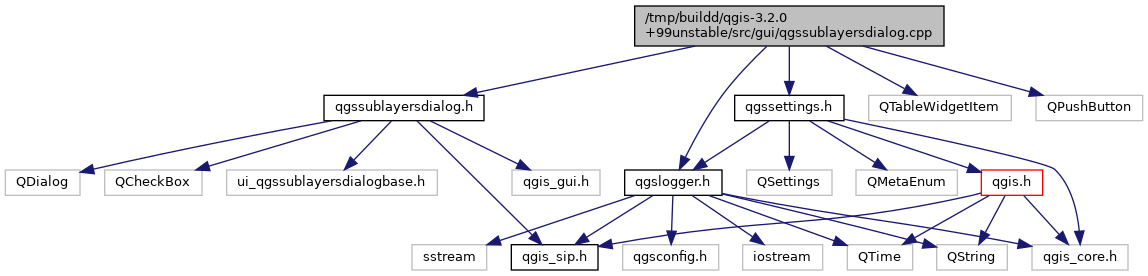 /tmp/buildd/qgis-3.2.0
+99unstable/src/gui/qgssublayersdialog.cpp
qgssublayersdialog.h
qgssettings.h
QTableWidgetItem
QPushButton
QDialog
QCheckBox
ui_qgssublayersdialogbase.h
qgis_gui.h
qgslogger.h
QSettings
QMetaEnum
qgis.h
sstream
qgis_sip.h
qgsconfig.h
iostream
QTime
QString
qgis_core.h